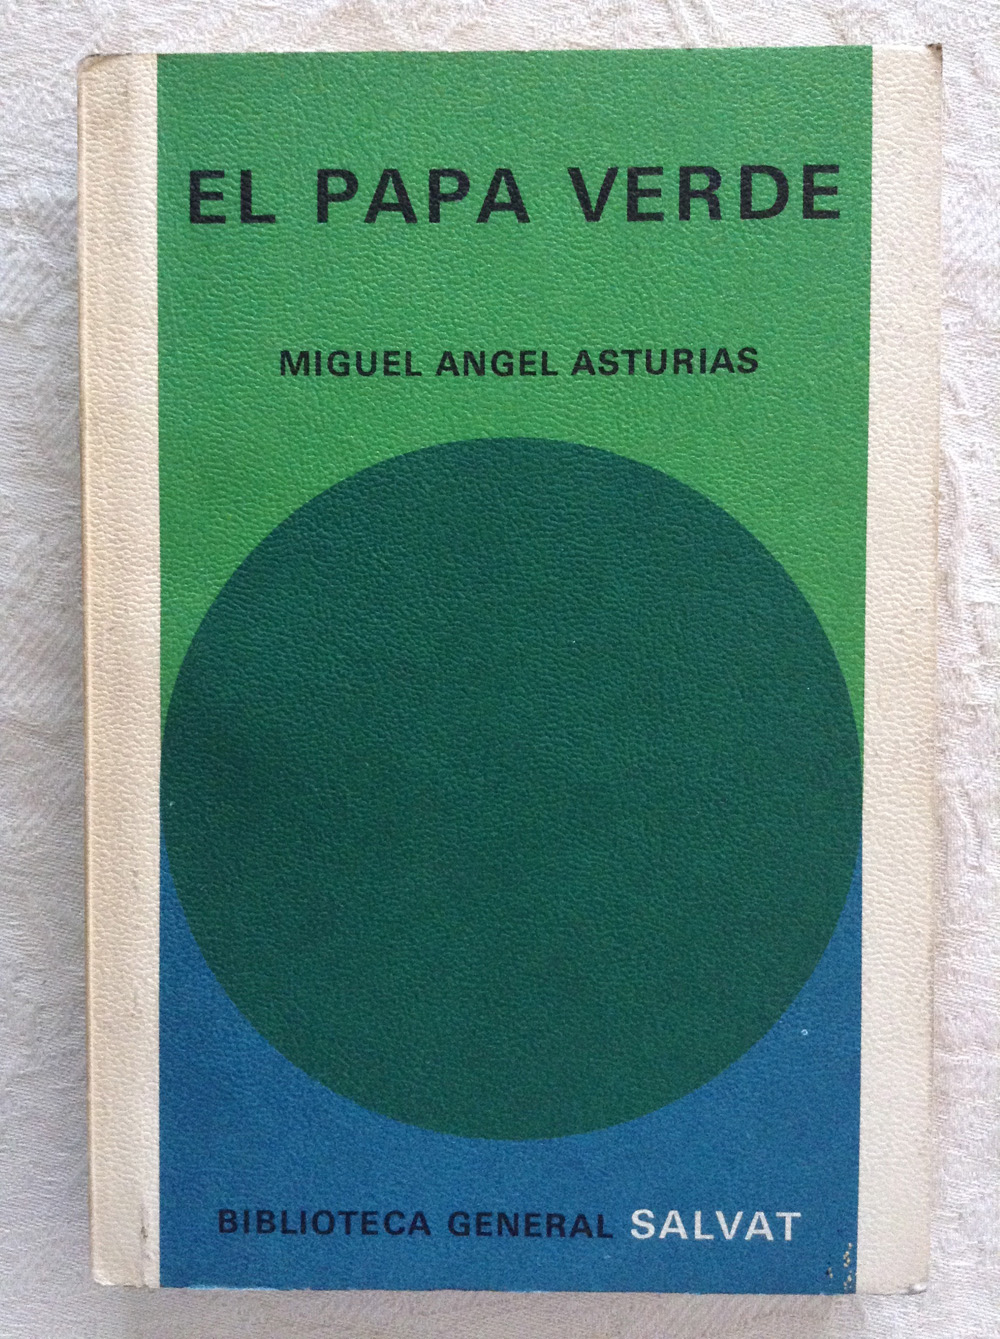 EL PAPA VERDE
MIGUEL ANGEL ASTURIAS
BIBLIOTECA GENERAL SALVAT